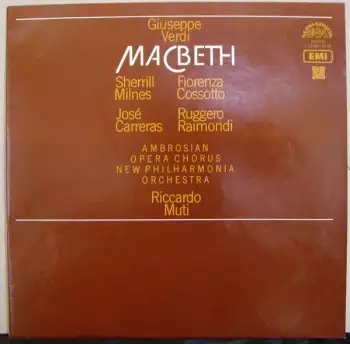 Giuseppe
Verdi
MACBETH
Sherrill Fiorenza
Milnes Cossotto
José Ruggero
Carreras Raimondi
AMBROSIAN
OPERA CHORUS
NEW PHILHARMONIA
ORCHESTRA
Riccardo
Muti
EMI